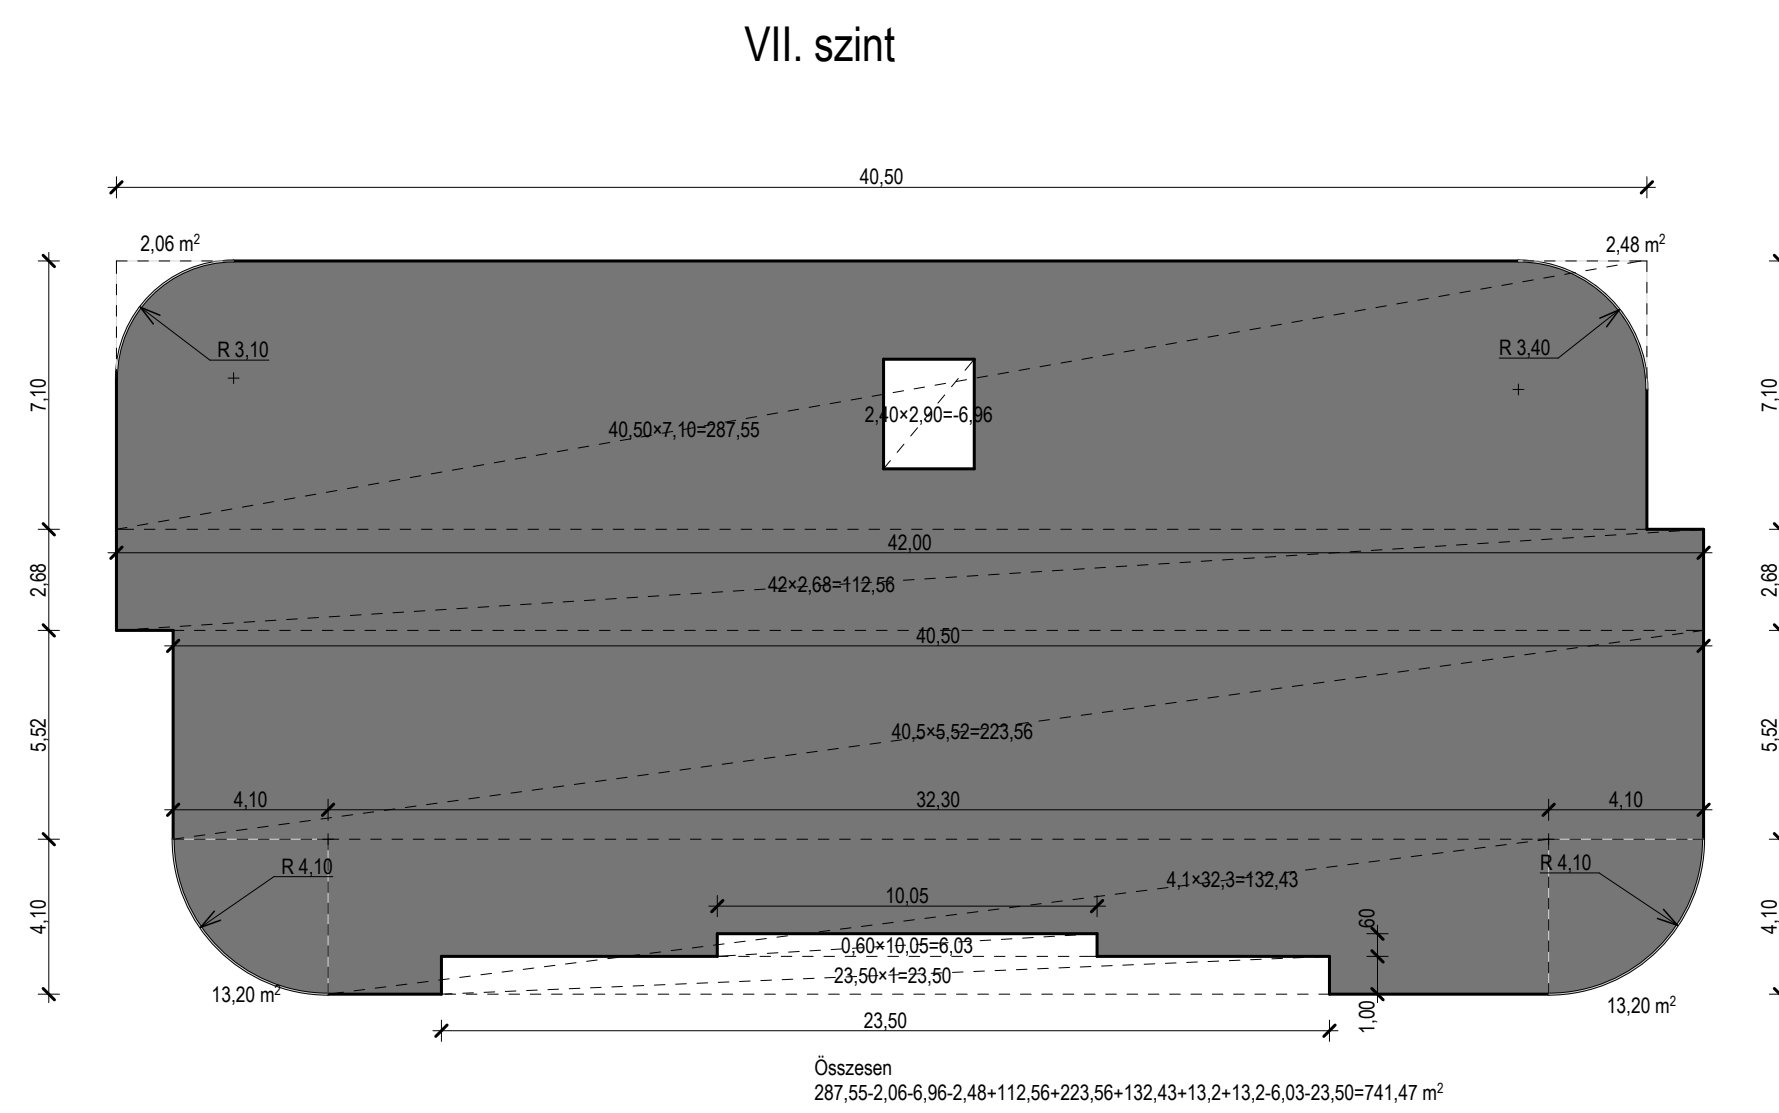 VII. szint
40,50
2,06 m²
2,48 m²
R 3,10
R 3,40
7,10
7,10
2,40×2,90=-6,96
40,50×7,10=287,55
42,00
2,68
42×2,68=112,56
2,68
40,50
5,52
40,5×5,52=223,56
5,52
4,10
32,30
4,10
R 4,10
R 4,10
4,1×32,3=132,43
10,05
4,10
60
4,10
0,60×10,05=6,03
23,50×1=23,50
13,20 m²
13,20 m²
1,00
23,50
Összesen
287,55-2,06-6,96-2,48+112,56+223,56+132,43+13,2+13,2-6,03-23,50=741,47 m²